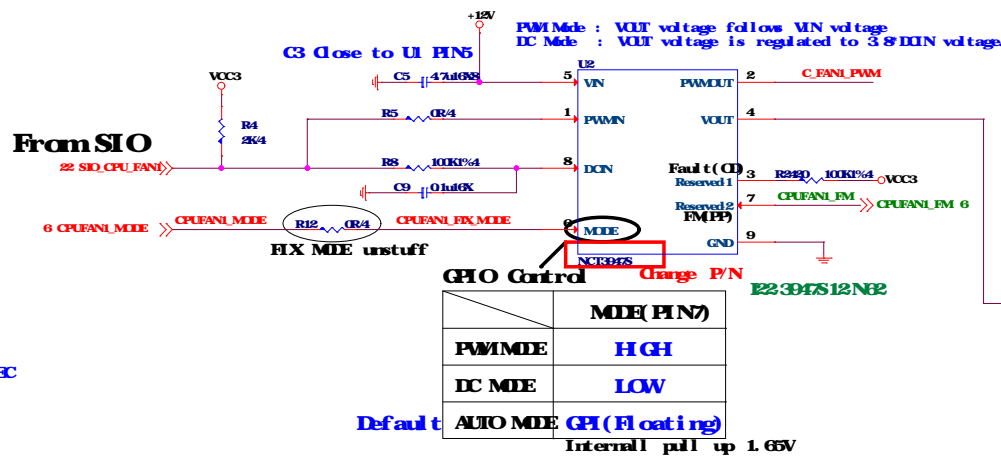 +12V
PWM Mode : VOUT voltage follows VIN voltage
DC Mode : VOUT voltage is regulated to 3.8*DCIN voltage.
C3 Close to U1 PIN5
U2
VCC3
C5 4.7u16X8
5 VIN
PWMOUT 2 C_FAN1_PWM
R4
2K/4
R5 0R/4
1 PWMIN
VOUT 4
From SIO
22 SIO_CPU_FAN1
R8 100K1%4
8 DCIN
Fault(OD)
Reserved-1 3 R2420 100K1%4 VCC3
C9 0.1u16X
Reserved-2 7 CPUFAN1_FM CPUFAN1_FM 6
FM(PP)
6 CPUFAN1_MODE CPUFAN1_MODE R12 0R/4 CPUFAN1_FIX_MODE
MODE
GND 9
FIX MODE unstuff
NCT3947S
GPIO Control
Change P/N
I22-3947S12-N62
MODE(PIN7)
PWM MODE HIGH
EC
DC MODE LOW
Default AUTO MODE GPI(Floating)
Internall pull up 1.65V